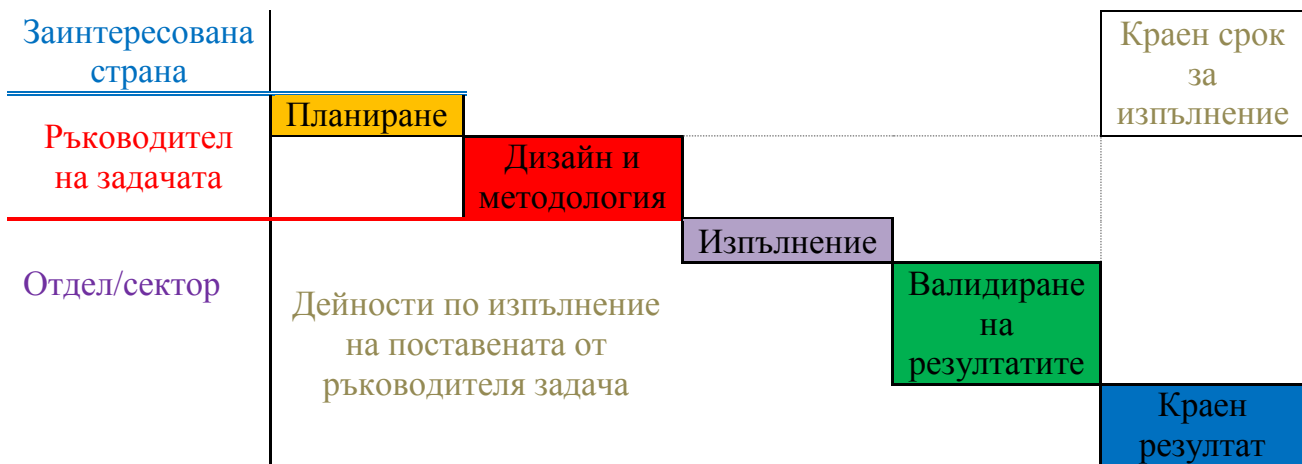 Заинтересована
страна
Краен срок
за
изпълнение
Планиране
Ръководител
на задачата
Дизайн и
методология
Изпълнение
Отдел/сектор
Дейности по изпълнение
на поставената от
ръководителя задача
Валидиране
на
резултатите
Краен
резултат